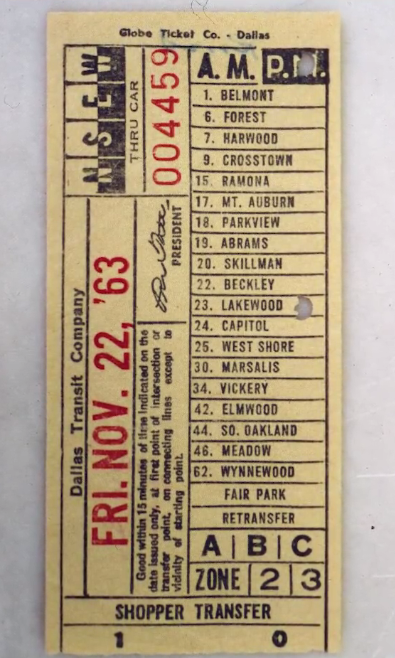 Globe Ticket Co. - Dallas
N S E W
THRU CAR
004459
A. M. P. M.
1. BELMONT
6. FOREST
7. HARWOOD
9. CROSSTOWN
15. RAMONA
17. MT. AUBURN
18. PARKVIEW
19. ABRAMS
20. SKILLMAN
22. BECKLEY
23. LAKEWOOD
24. CAPITOL
25. WEST SHORE
30. MARSALIS
34. VICKERY
42. ELMWOOD
44. SO. OAKLAND
46. MEADOW
62. WYNNEWOOD
FAIR PARK
RETRANSFER
A B C
ZONE 2 3
Dallas Transit Company
FRI. NOV. 22, '63
PRESIDENT
Good within 15 minutes of time indicated on the
date issued only, at first point of intersection or
transfer point, on connecting lines except to
vicinity of starting point.
SHOPPER TRANSFER
1 0